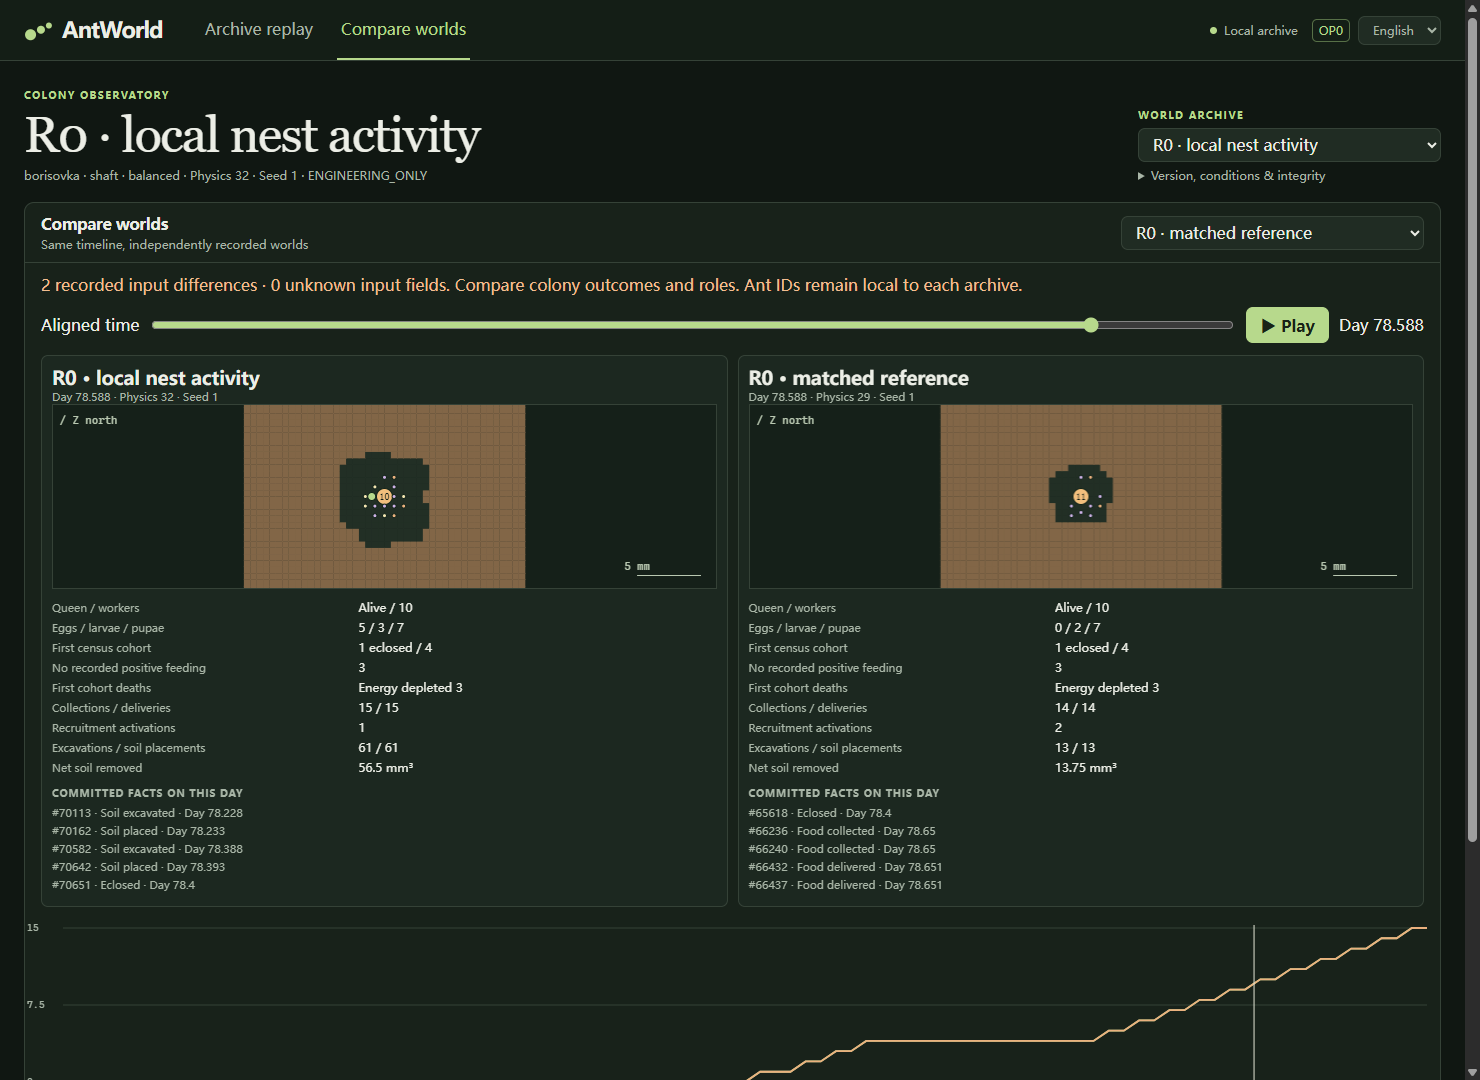 AntWorld
Archive replay
Compare worlds
Local archive
OP0
English
COLONY OBSERVATORY
R0 · local nest activity
borisovka · shaft · balanced · Physics 32 · Seed 1 · ENGINEERING_ONLY
WORLD ARCHIVE
R0 · local nest activity
Version, conditions & integrity
Compare worlds
Same timeline, independently recorded worlds
R0 · matched reference
2 recorded input differences · 0 unknown input fields. Compare colony outcomes and roles. Ant IDs remain local to each archive.
Aligned time
Play
Day 78.588
R0 • local nest activity
Day 78.588 · Physics 32 · Seed 1
/ Z north
10
5 mm
Queen / workers Alive / 10
Eggs / larvae / pupae 5 / 3 / 7
First census cohort 1 eclosed / 4
No recorded positive feeding 3
First cohort deaths Energy depleted 3
Collections / deliveries 15 / 15
Recruitment activations 1
Excavations / soil placements 61 / 61
Net soil removed 56.5 mm³
COMMITTED FACTS ON THIS DAY
#70113 · Soil excavated · Day 78.228
#70162 · Soil placed · Day 78.233
#70582 · Soil excavated · Day 78.388
#70642 · Soil placed · Day 78.393
#70651 · Eclosed · Day 78.4
R0 • matched reference
Day 78.588 · Physics 29 · Seed 1
/ Z north
11
5 mm
Queen / workers Alive / 10
Eggs / larvae / pupae 0 / 2 / 7
First census cohort 1 eclosed / 4
No recorded positive feeding 3
First cohort deaths Energy depleted 3
Collections / deliveries 14 / 14
Recruitment activations 2
Excavations / soil placements 13 / 13
Net soil removed 13.75 mm³
COMMITTED FACTS ON THIS DAY
#65618 · Eclosed · Day 78.4
#66236 · Food collected · Day 78.65
#66240 · Food collected · Day 78.65
#66432 · Food delivered · Day 78.651
#66437 · Food delivered · Day 78.651
15
7.5